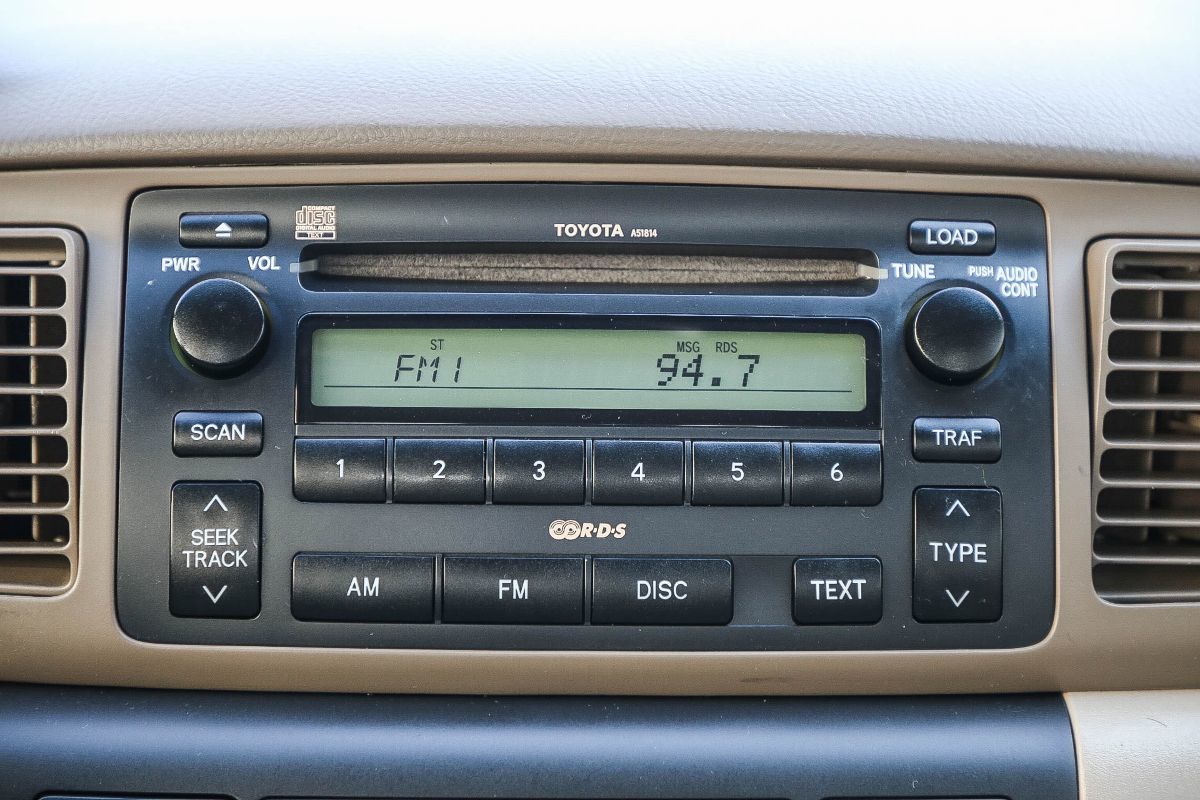 COMPACT
disc
DIGITAL AUDIO
TEXT
TOYOTA A51814
LOAD
PWR VOL
TUNE PUSH AUDIO
CONT
ST
MSG RDS
FM1 94.7
SCAN
TRAF
1 2 3 4 5 6
SEEK
TRACK
R·D·S
TYPE
AM FM DISC TEXT